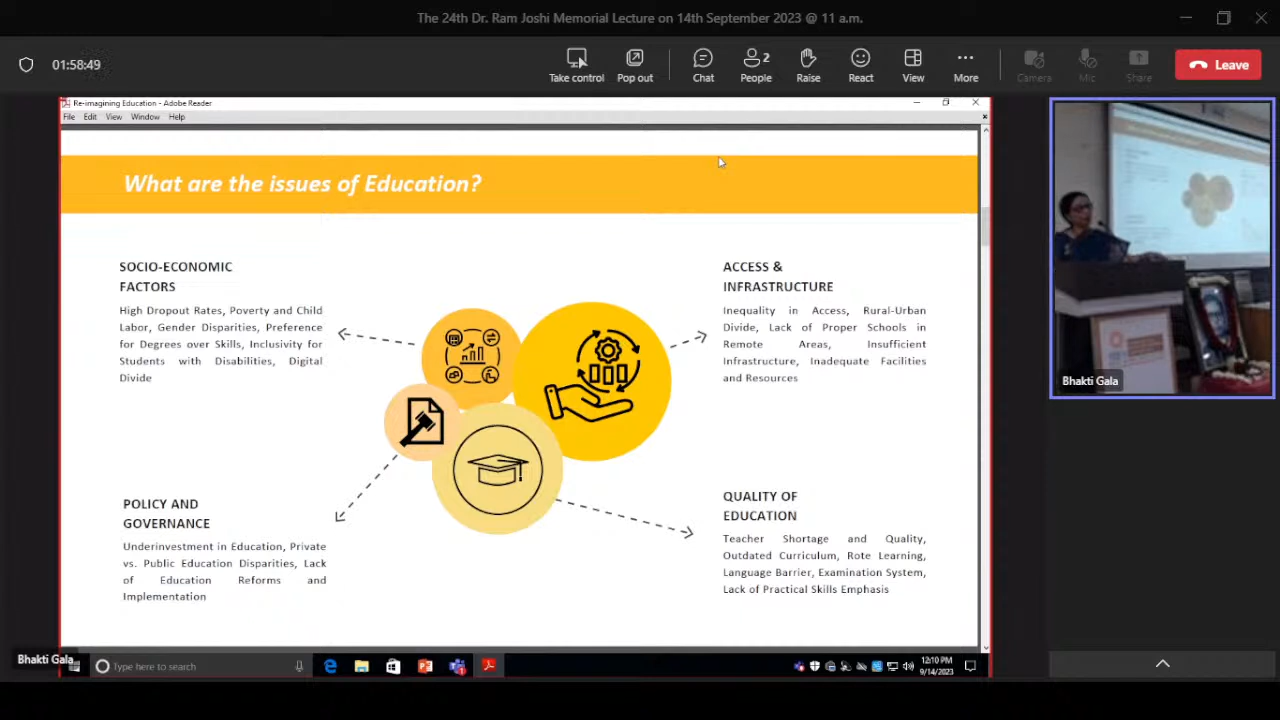 The 24th Dr. Ram Joshi Memorial Lecture on 14th September 2023 @ 11 a.m.
01:58:49
Take control
Pop out
Chat
2
People
Raise
React
View
More
Camera
Mic
Share
Leave
Re-imagining Education - Adobe Reader
File Edit View Window Help
What are the issues of Education?
SOCIO-ECONOMIC
FACTORS
High Dropout Rates, Poverty and Child
Labor, Gender Disparities, Preference
for Degrees over Skills, Inclusivity for
Students with Disabilities, Digital
Divide
ACCESS &
INFRASTRUCTURE
Inequality in Access, Rural-Urban
Divide, Lack of Proper Schools in
Remote Areas, Insufficient
Infrastructure, Inadequate Facilities
and Resources
POLICY AND
GOVERNANCE
Underinvestment in Education, Private
vs. Public Education Disparities, Lack
of Education Reforms and
Implementation
QUALITY OF
EDUCATION
Teacher Shortage and Quality,
Outdated Curriculum, Rote Learning,
Language Barrier, Examination System,
Lack of Practical Skills Emphasis
Bhakti Gala
Bhakti Gala
Type here to search
12:10 PM
9/14/2023